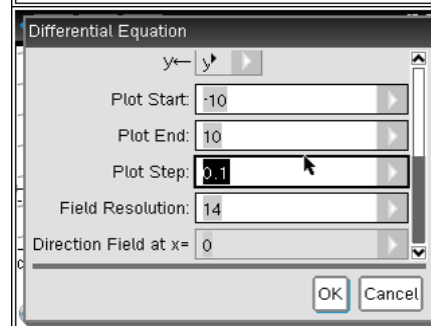 Differential Equation
y← y
Plot Start: -10
Plot End: 10
Plot Step: 0.1
Field Resolution: 14
Direction Field at x= 0
OK Cancel